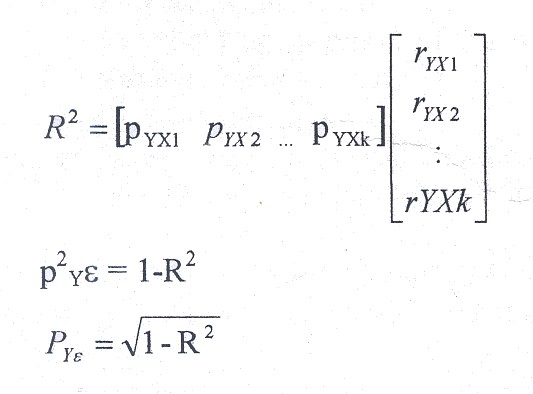 R² = [p_YX1 p_YX2 ... p_YXk] [r_YX1 r_YX2 ⋮ rYXk]
p²_Yε = 1-R²
P_Yε = √1 - R²